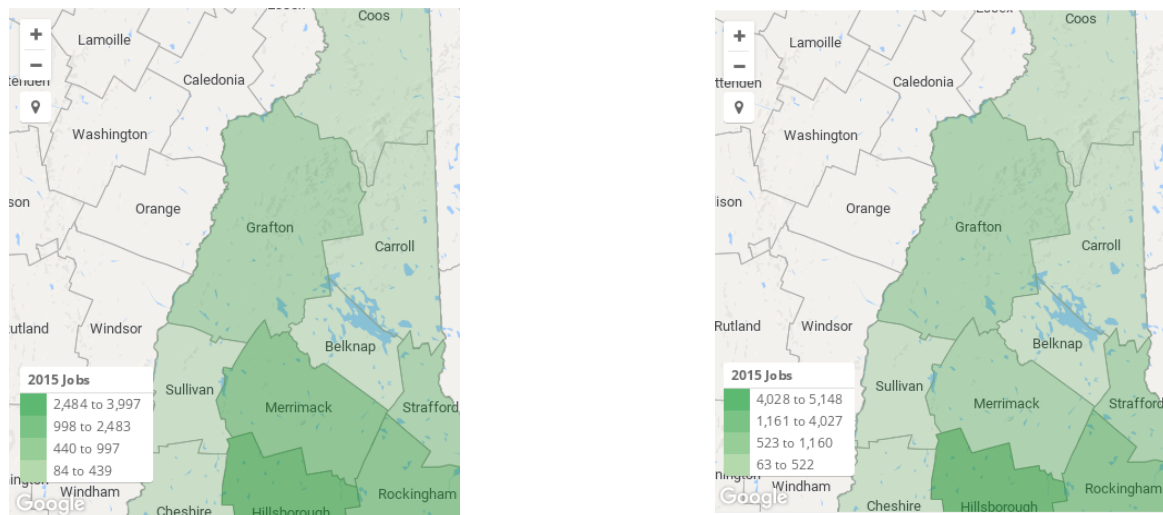 Essex
Coos
+
Lamoille
−
Caledonia
Washington
Orange
Grafton
Carroll
Rutland
Windsor
Belknap
2015 Jobs
Sullivan
2,484 to 3,997
998 to 2,483
Merrimack
Strafford
440 to 997
84 to 439
Windham
Rockingham
Google
Cheshire
Hillsborough
Coos
+
Lamoille
−
Caledonia
ttenden
Washington
Orange
ison
Grafton
Carroll
Rutland
Windsor
Belknap
2015 Jobs
Sullivan
4,028 to 5,148
1,161 to 4,027
Merrimack
Strafford
523 to 1,160
63 to 522
Windham
Rockingham
Google
Cheshire
Hillsborough